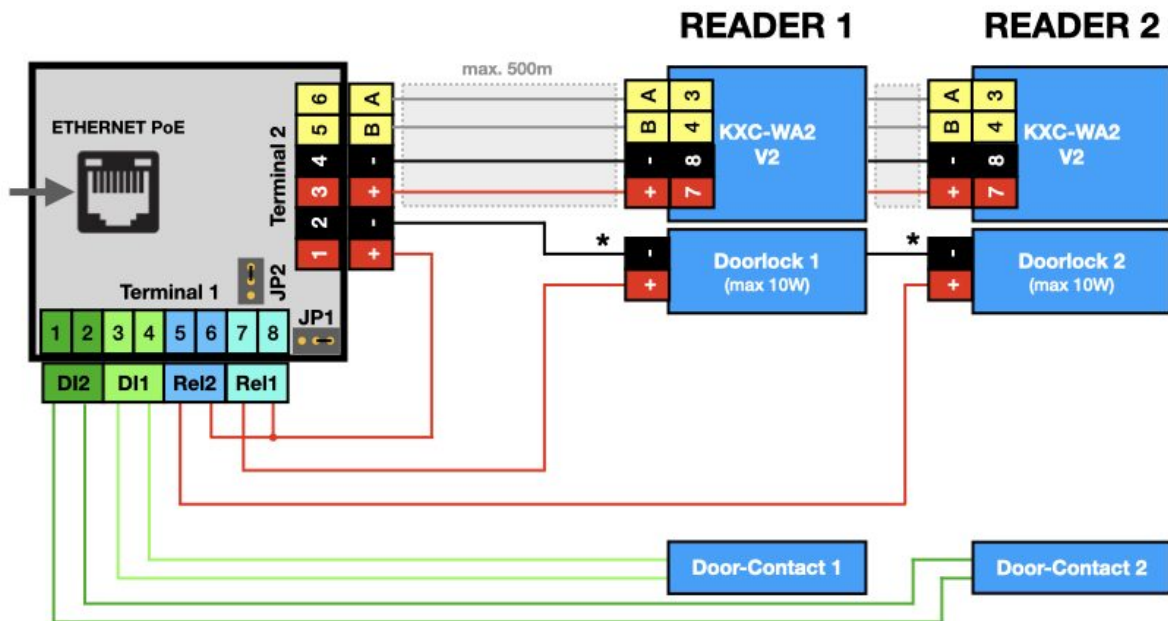 READER 1
READER 2
max. 500m
ETHERNET PoE
Terminal 2
6
5
4
3
2
1
A
B
-
+
-
+
A
B
-
+
3
4
8
7
KXC-WA2
V2
A
B
-
+
3
4
8
7
KXC-WA2
V2
*
-
+
Doorlock 1
(max 10W)
*
-
+
Doorlock 2
(max 10W)
JP2
Terminal 1
JP1
1 2 3 4 5 6 7 8
DI2 DI1 Rel2 Rel1
Door-Contact 1
Door-Contact 2